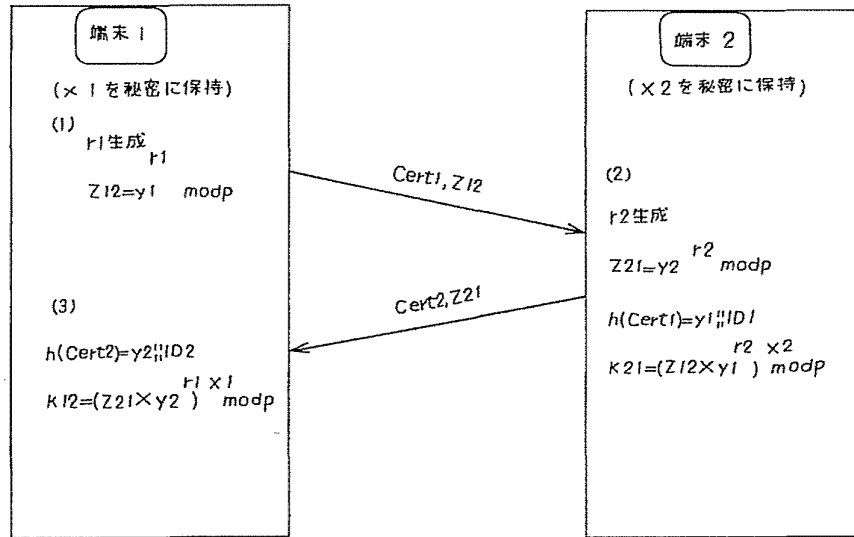 端末 1
(x 1 を秘密に保持)
(1)
r1生成
r1
Z12=y1 modp
(3)
h(Cert2)=y2¦¦ID2
r1 x1
K12=(Z21×y2 ) modp
Cert1, Z12
Cert2,Z21
端末 2
(x2を秘密に保持)
(2)
r2生成
r2
Z21=y2 modp
h(Cert1)=y1¦¦ID1
r2 x2
K21=(Z12×y1 ) modp